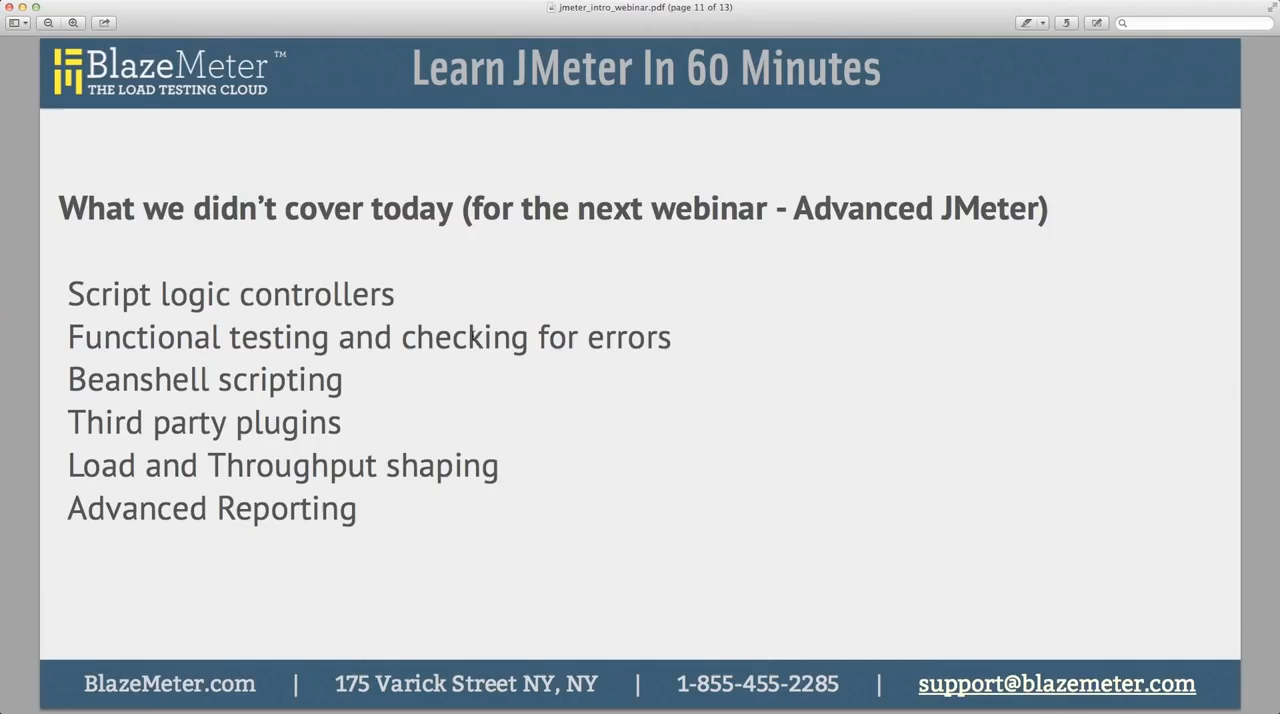 jmeter_intro_webinar.pdf (page 11 of 13)
BlazeMeter™
THE LOAD TESTING CLOUD
Learn JMeter In 60 Minutes
What we didn't cover today (for the next webinar - Advanced JMeter)
Script logic controllers
Functional testing and checking for errors
Beanshell scripting
Third party plugins
Load and Throughput shaping
Advanced Reporting
BlazeMeter.com | 175 Varick Street NY, NY | 1-855-455-2285 | support@blazemeter.com